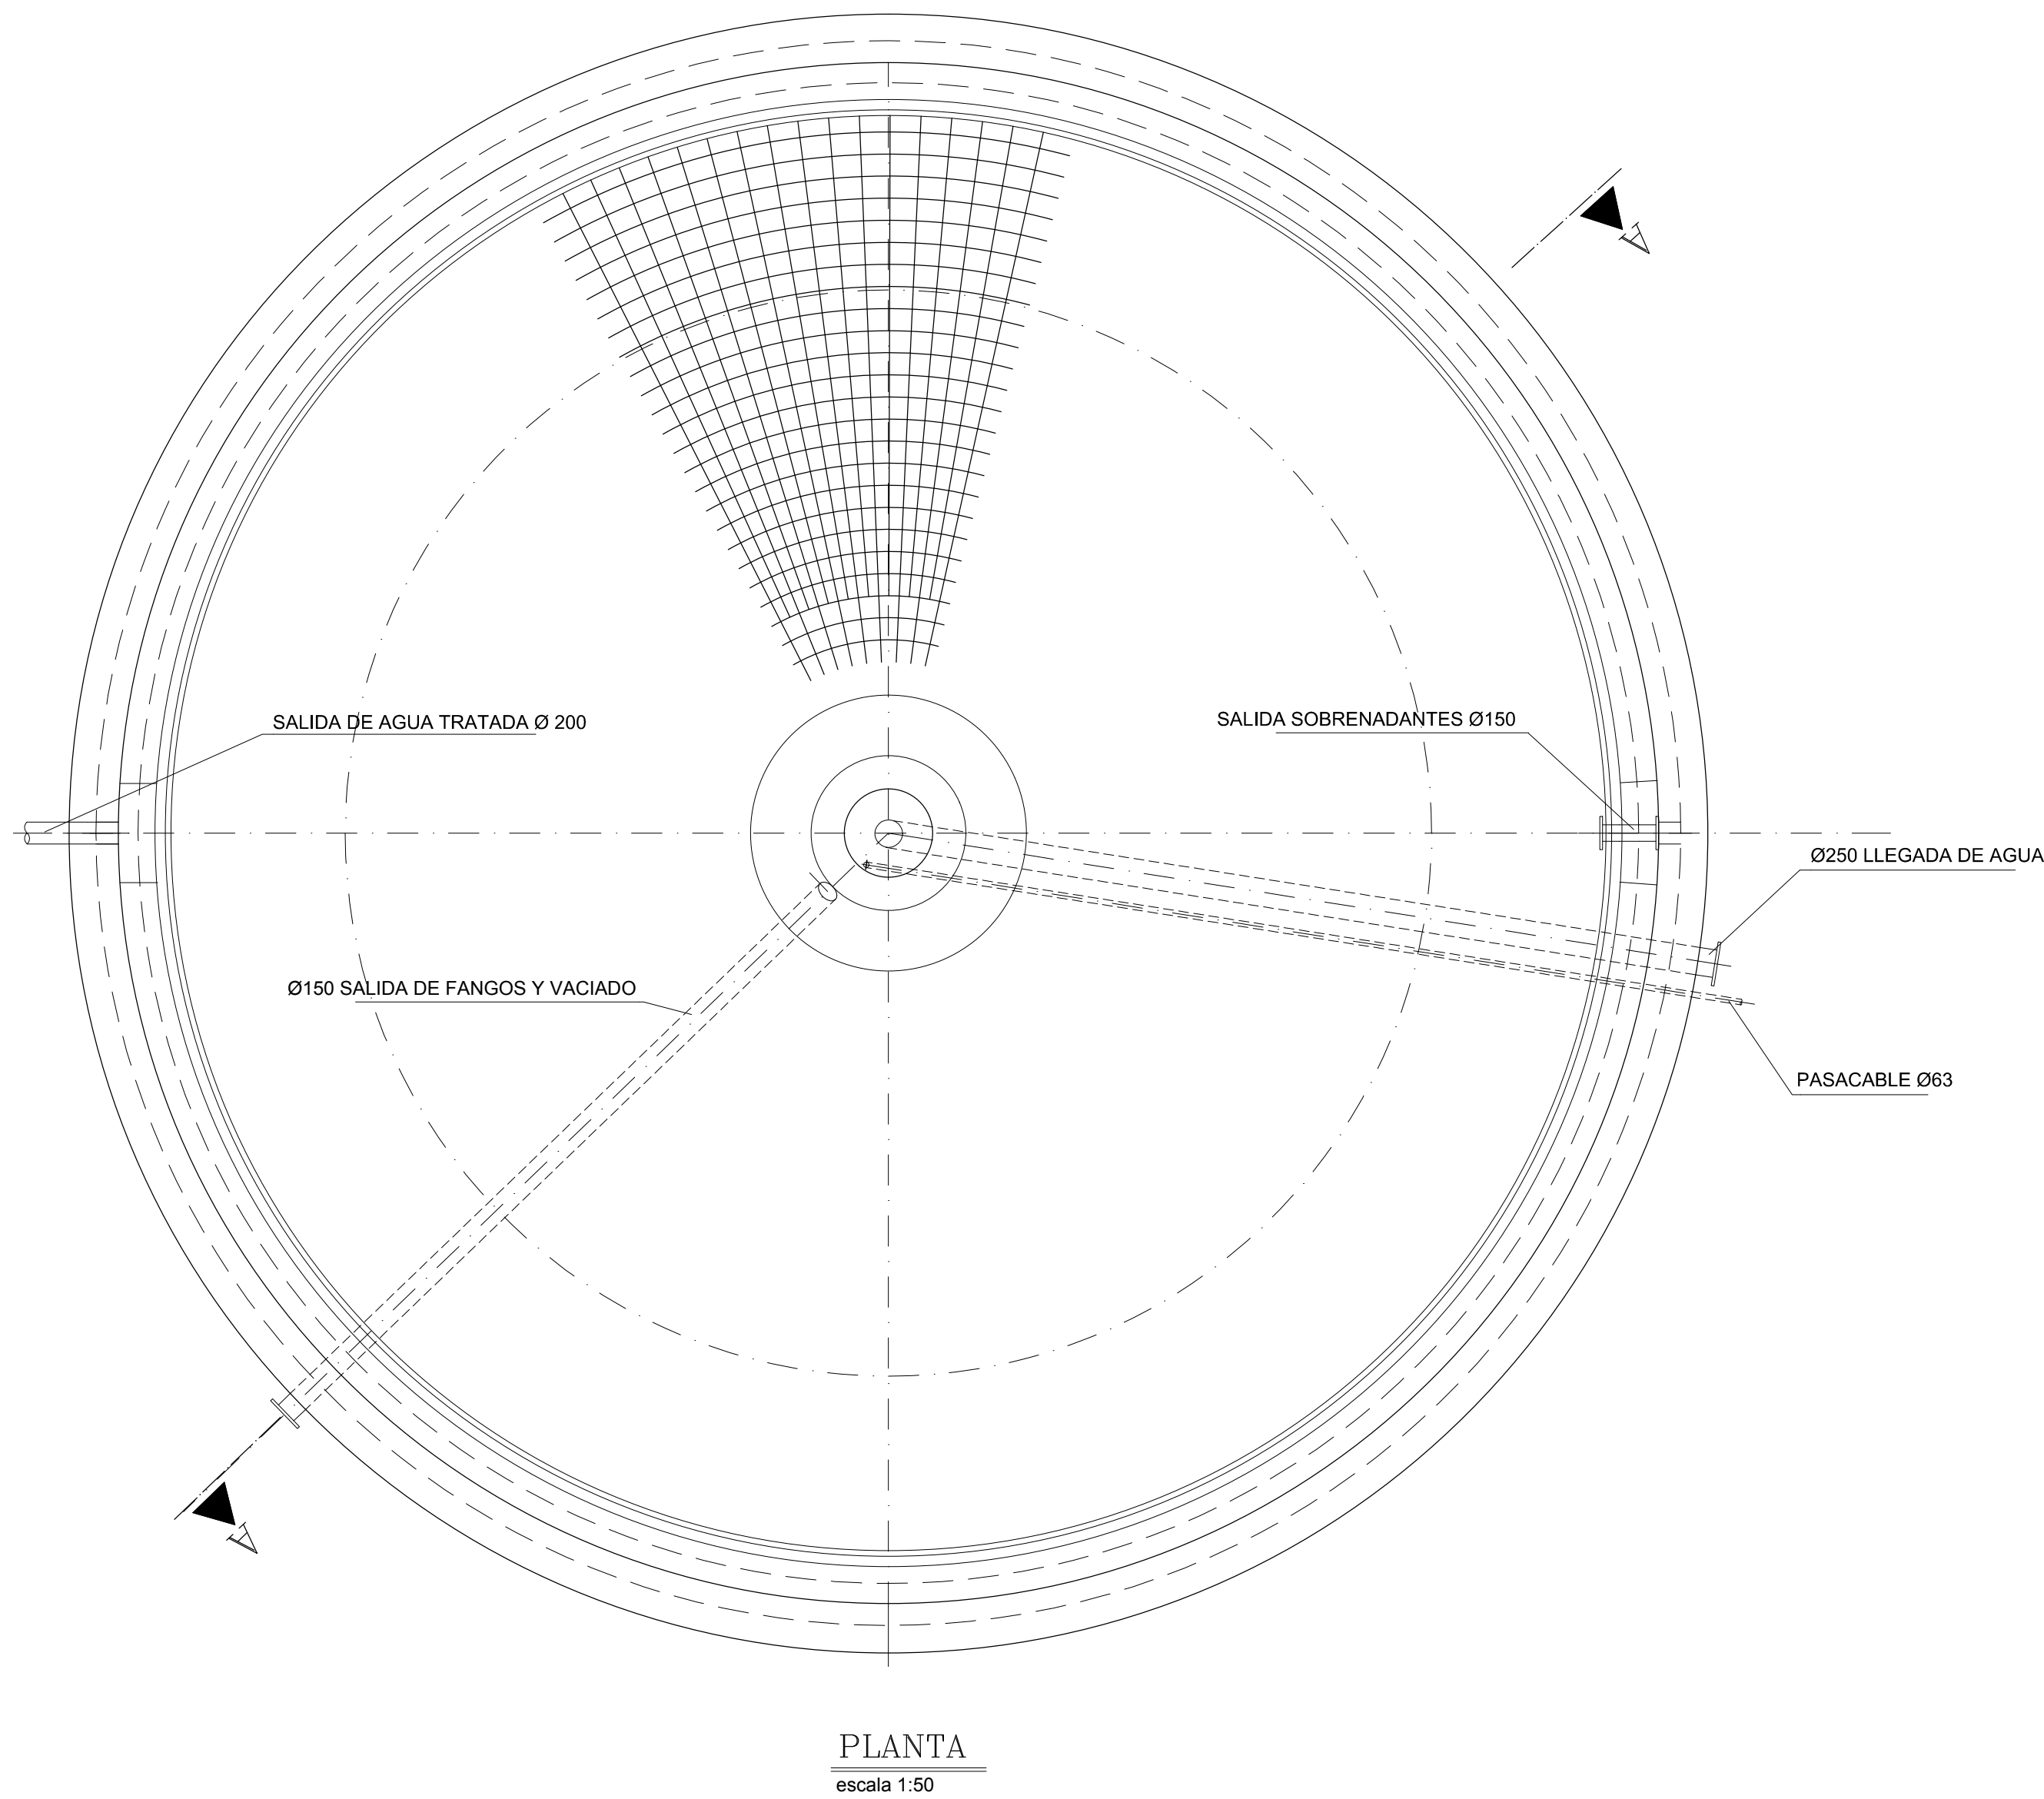 A
SALIDA DE AGUA TRATADA Ø 200
SALIDA SOBRENADANTES Ø150
Ø250 LLEGADA DE AGUA
Ø150 SALIDA DE FANGOS Y VACIADO
PASACABLE Ø63
A
PLANTA
escala 1:50